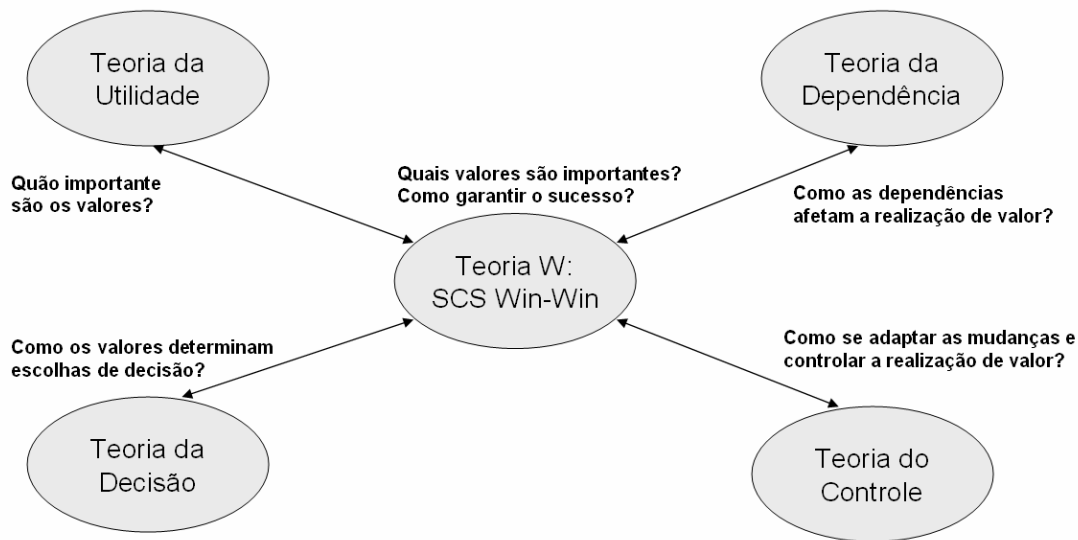 Teoria da
Utilidade
Teoria da
Dependência
Quão importante
são os valores?
Quais valores são importantes?
Como garantir o sucesso?
Como as dependências
afetam a realização de valor?
Teoria W:
SCS Win-Win
Como os valores determinam
escolhas de decisão?
Como se adaptar as mudanças e
controlar a realização de valor?
Teoria da
Decisão
Teoria do
Controle